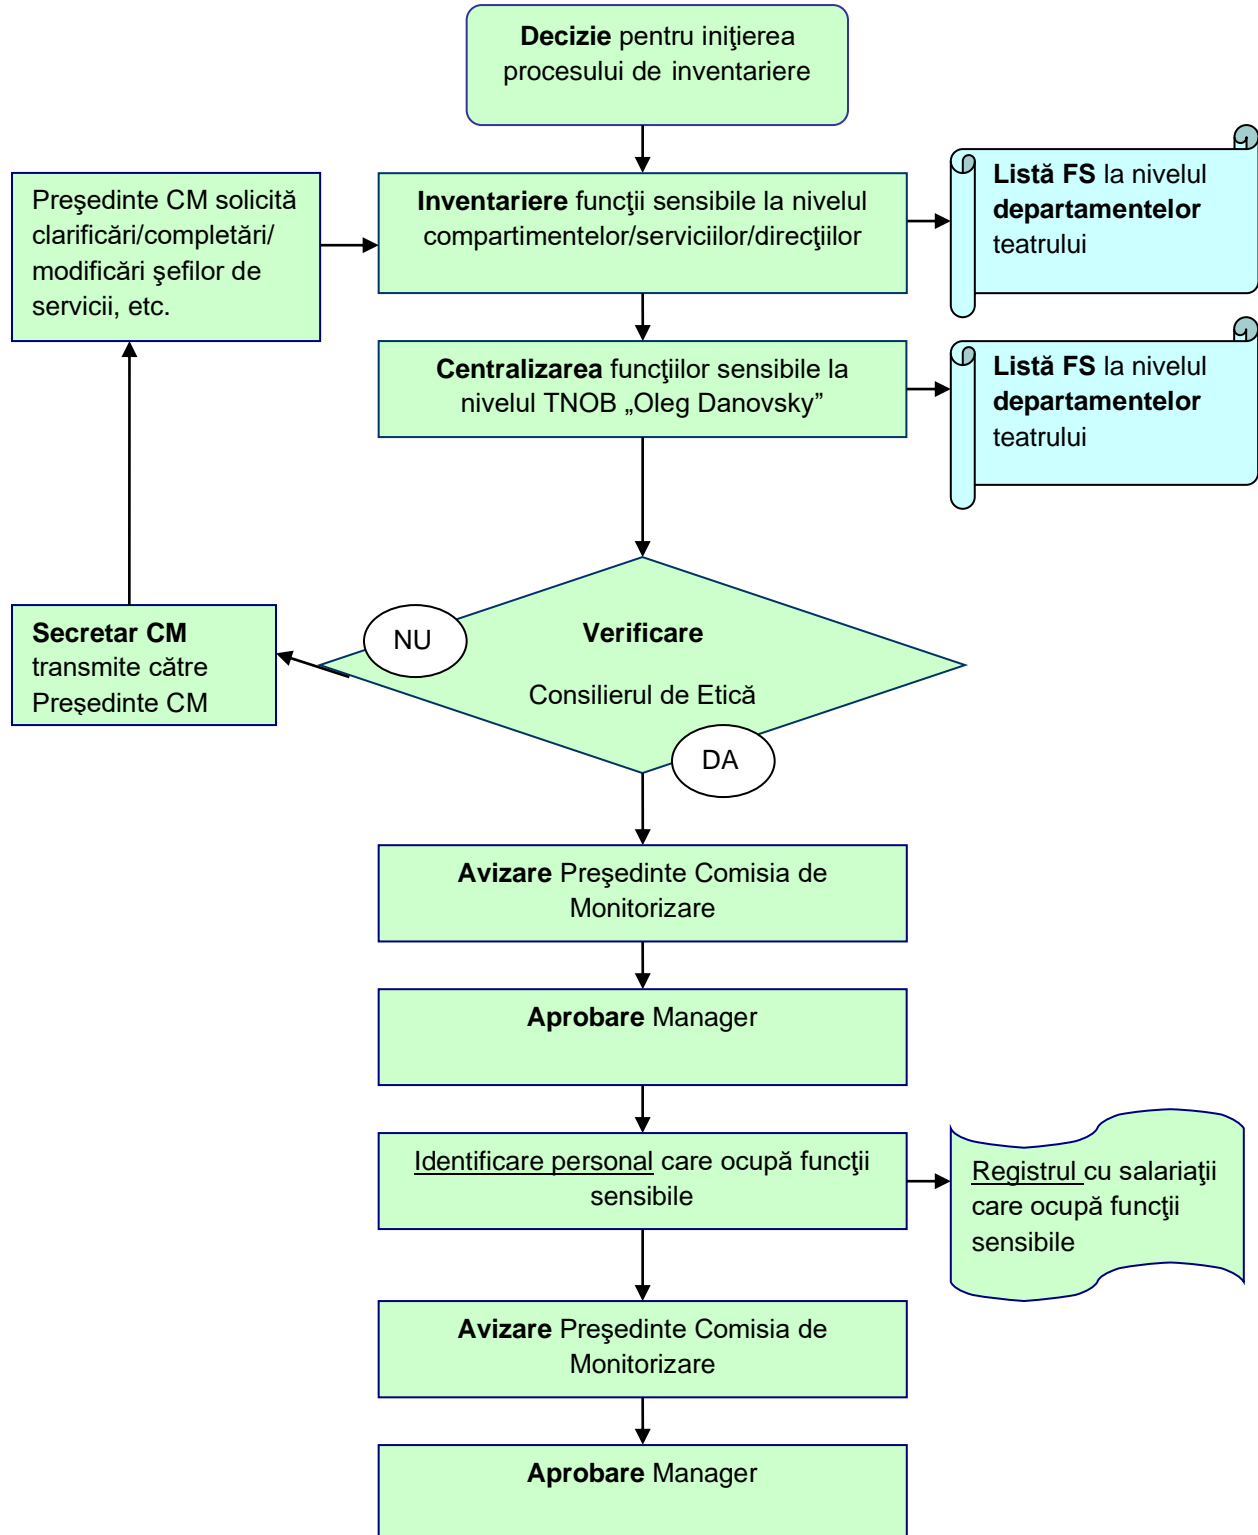 Decizie pentru iniţierea
procesului de inventariere
Preşedinte CM solicită
clarificări/completări/
modificări şefilor de
servicii, etc.
Inventariere funcţii sensibile la nivelul
compartimentelor/serviciilor/direcţiilor
Listă FS la nivelul
departamentelor
teatrului
Centralizarea funcţiilor sensibile la
nivelul TNOB „Oleg Danovsky”
Listă FS la nivelul
departamentelor
teatrului
Secretar CM
transmite către
Preşedinte CM
NU
Verificare
Consilierul de Etică
DA
Avizare Preşedinte Comisia de
Monitorizare
Aprobare Manager
Identificare personal care ocupă funcţii
sensibile
Registrul cu salariaţii
care ocupă funcţii
sensibile
Avizare Preşedinte Comisia de
Monitorizare
Aprobare Manager